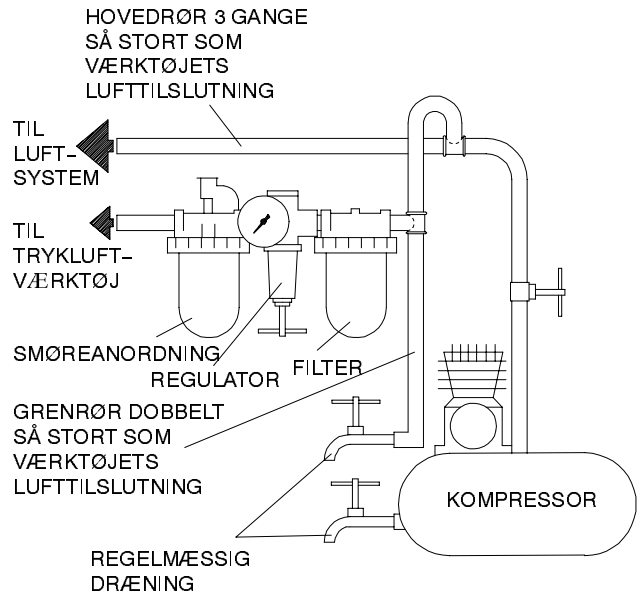 HOVEDRØR 3 GANGE
SÅ STORT SOM
VÆRKTØJETS
LUFTTILSLUTNING
TIL
LUFT–
SYSTEM
TIL
TRYKLUFT–
VÆRKTØJ
SMØREANORDNING
REGULATOR
FILTER
GRENRØR DOBBELT
SÅ STORT SOM
VÆRKTØJETS
LUFTTILSLUTNING
KOMPRESSOR
REGELMÆSSIG
DRÆNING